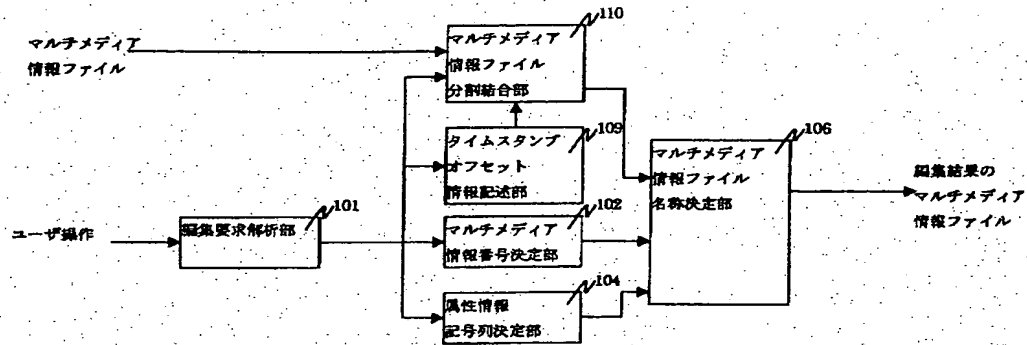 マルチメディア
情報ファイル
110
マルチメディア
情報ファイル
分割結合部
109
タイムスタンプ
オフセット
情報記述部
106
マルチメディア
情報ファイル
名称決定部
編集結果の
マルチメディア
情報ファイル
ユーザ操作
101
編集要求解析部
102
マルチメディア
情報番号決定部
104
属性情報
記号列決定部